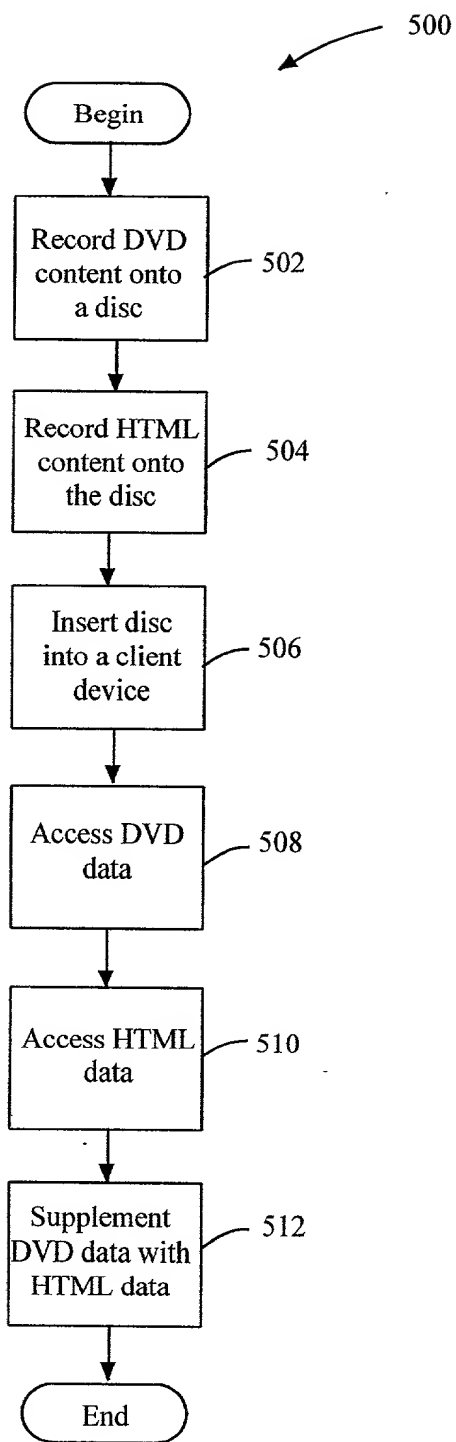 500
Begin
Record DVD
content onto
a disc
502
Record HTML
content onto
the disc
504
Insert disc
into a client
device
506
Access DVD
data
508
Access HTML
data
510
Supplement
DVD data with
HTML data
512
End